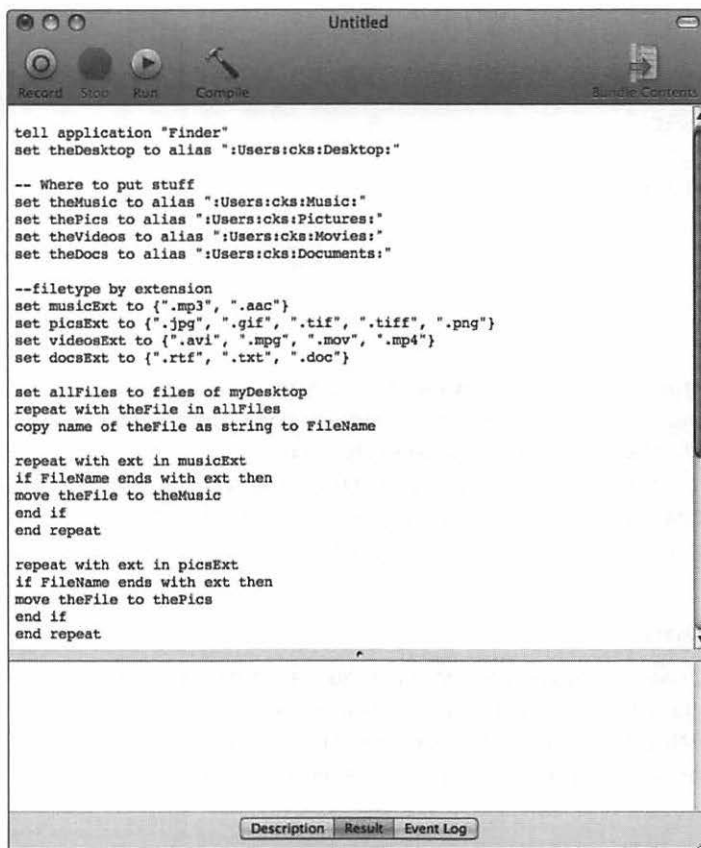 Untitled
Record Stop Run Compile Bundle Contents
tell application "Finder"
set theDesktop to alias ":Users:cks:Desktop:"
-- Where to put stuff
set theMusic to alias ":Users:cks:Music:"
set thePics to alias ":Users:cks:Pictures:"
set theVideos to alias ":Users:cks:Movies:"
set theDocs to alias ":Users:cks:Documents:"
--filetype by extension
set musicExt to {".mp3", ".aac"}
set picsExt to {".jpg", ".gif", ".tif", ".tiff", ".png"}
set videosExt to {".avi", ".mpg", ".mov", ".mp4"}
set docsExt to {".rtf", ".txt", ".doc"}
set allFiles to files of myDesktop
repeat with theFile in allFiles
copy name of theFile as string to FileName
repeat with ext in musicExt
if FileName ends with ext then
move theFile to theMusic
end if
end repeat
repeat with ext in picsExt
if FileName ends with ext then
move theFile to thePics
end if
end repeat
Description Result Event Log